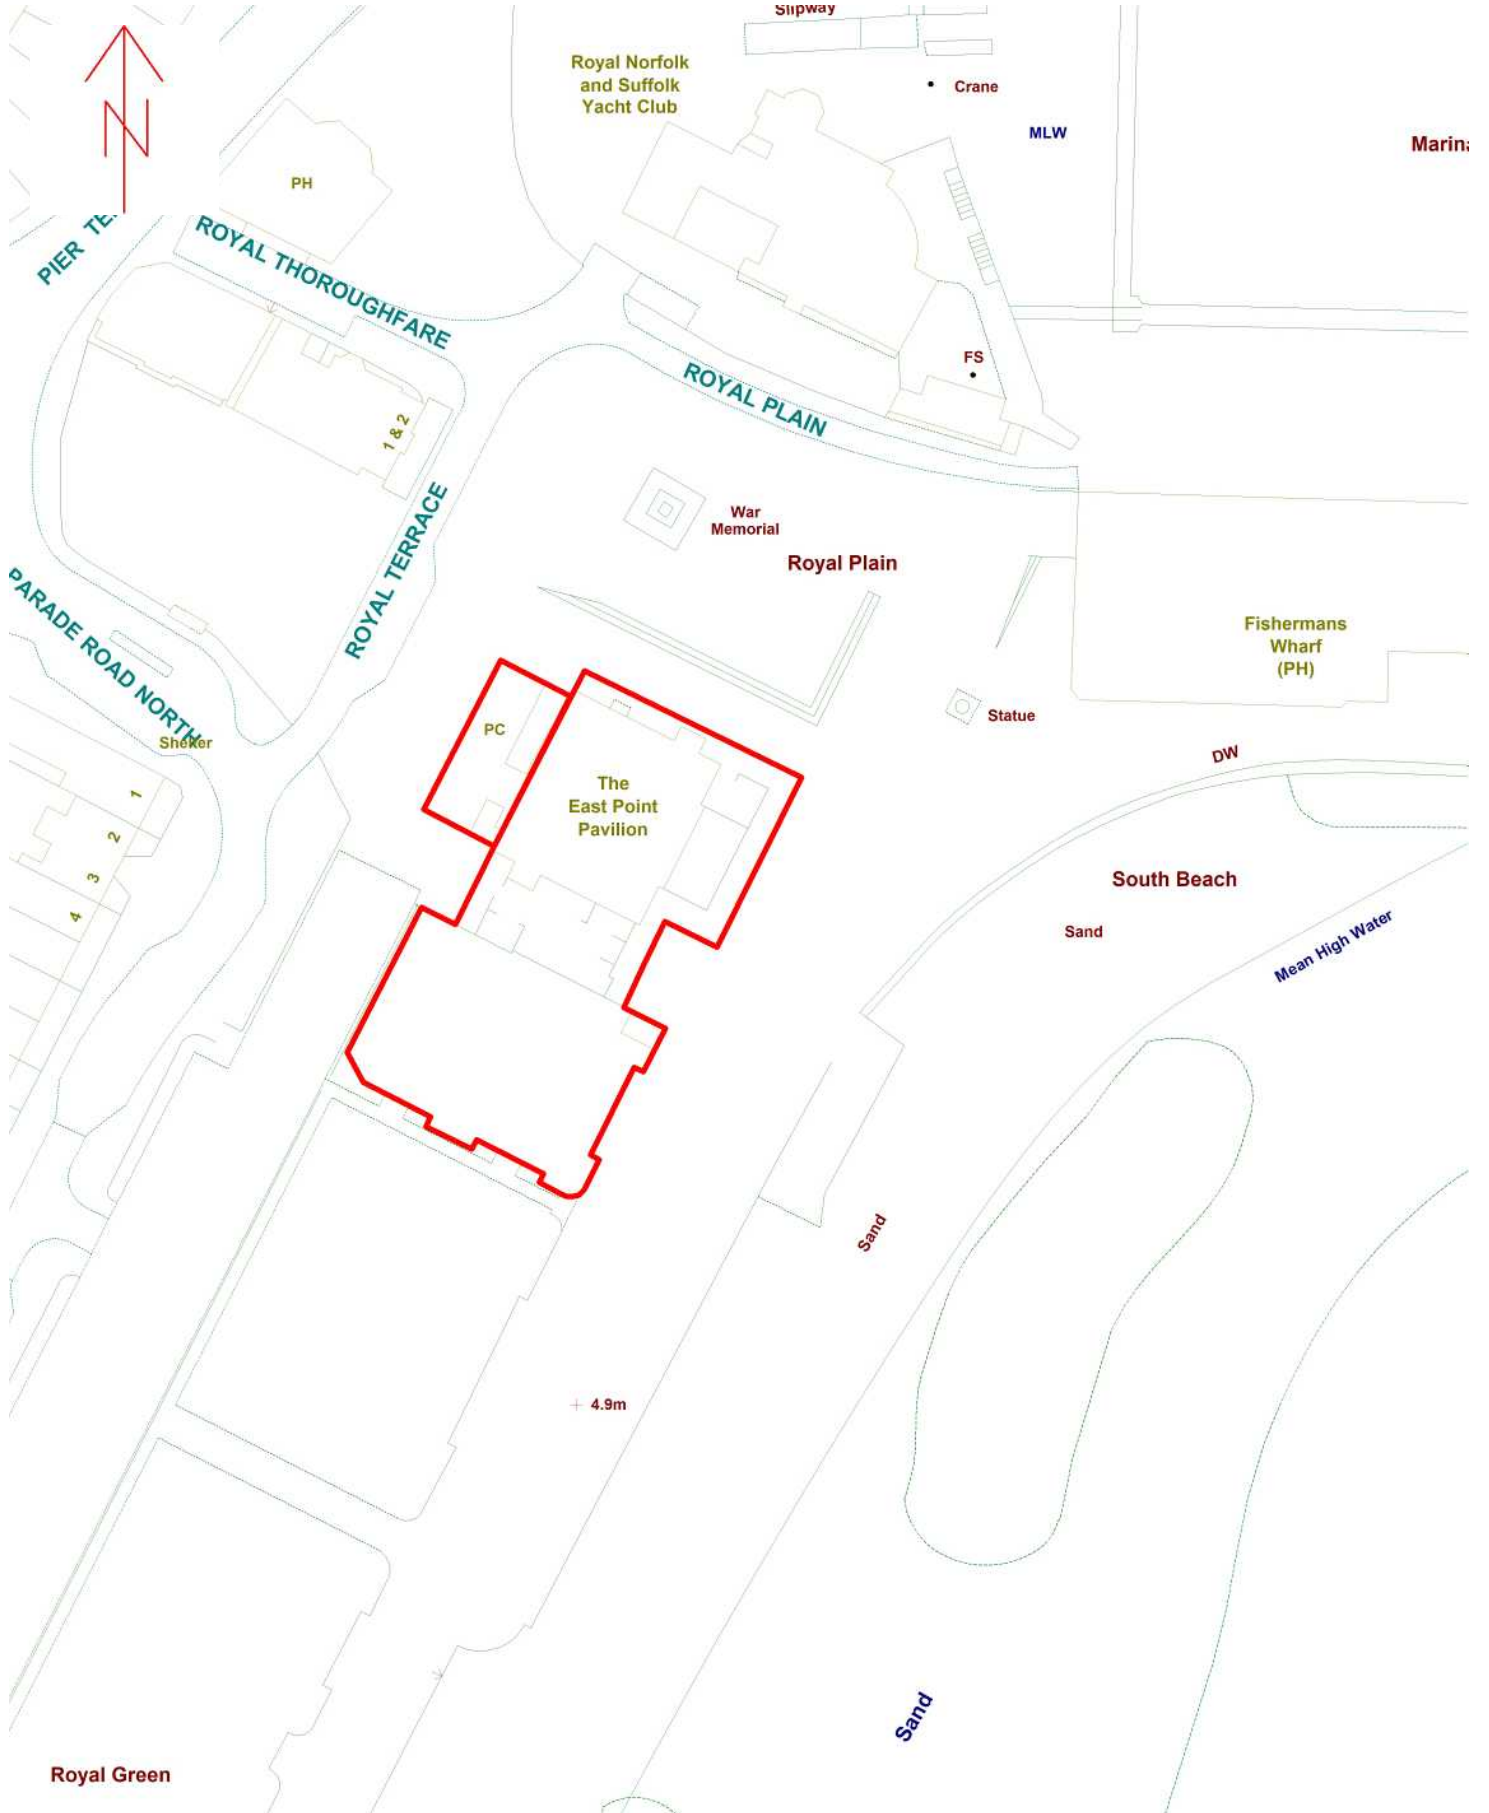 Slipway
Royal Norfolk
and Suffolk
Yacht Club
Crane
MLW
Marina
N
PH
PIER
ROYAL THOROUGHFARE
FS
ROYAL PLAIN
1 & 2
ROYAL TERRACE
War
Memorial
Royal Plain
PARADE ROAD NORTH
Fishermans
Wharf
(PH)
Statue
PC
Shelter
DW
The
East Point
Pavilion
1
2
3
4
South Beach
Sand
Mean High Water
Sand
4.9m
Sand
Royal Green